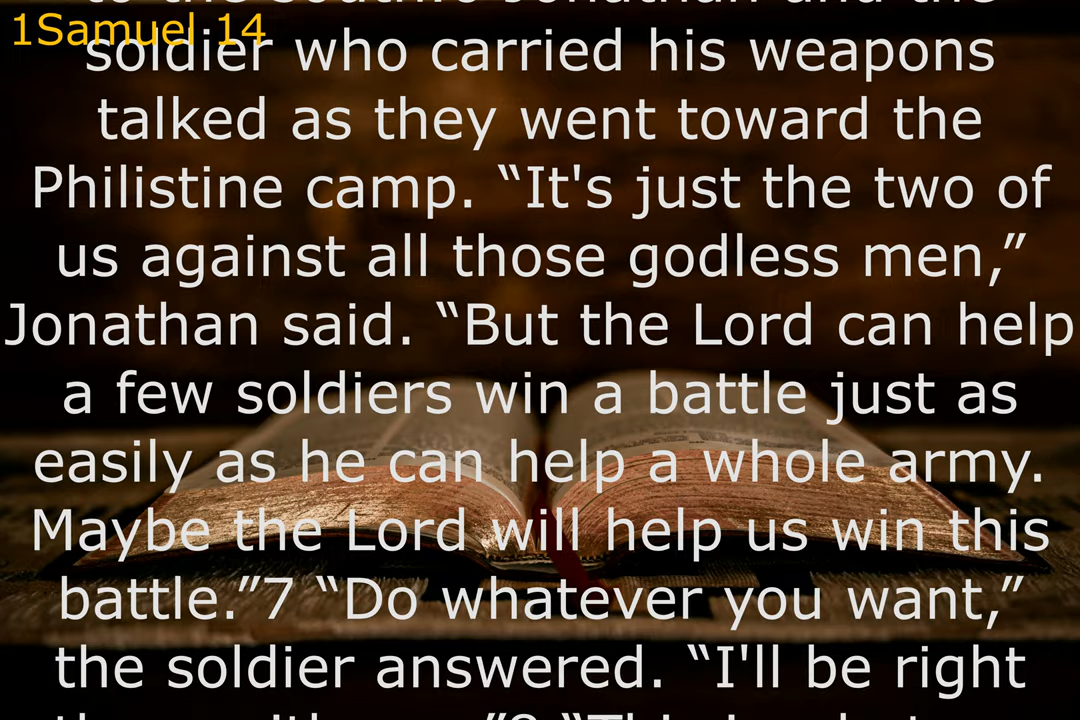 1Samuel 14
soldier who carried his weapons
talked as they went toward the
Philistine camp. “It's just the two of
us against all those godless men,”
Jonathan said. “But the Lord can help
a few soldiers win a battle just as
easily as he can help a whole army.
Maybe the Lord will help us win this
battle.”7 “Do whatever you want,”
the soldier answered. “I'll be right